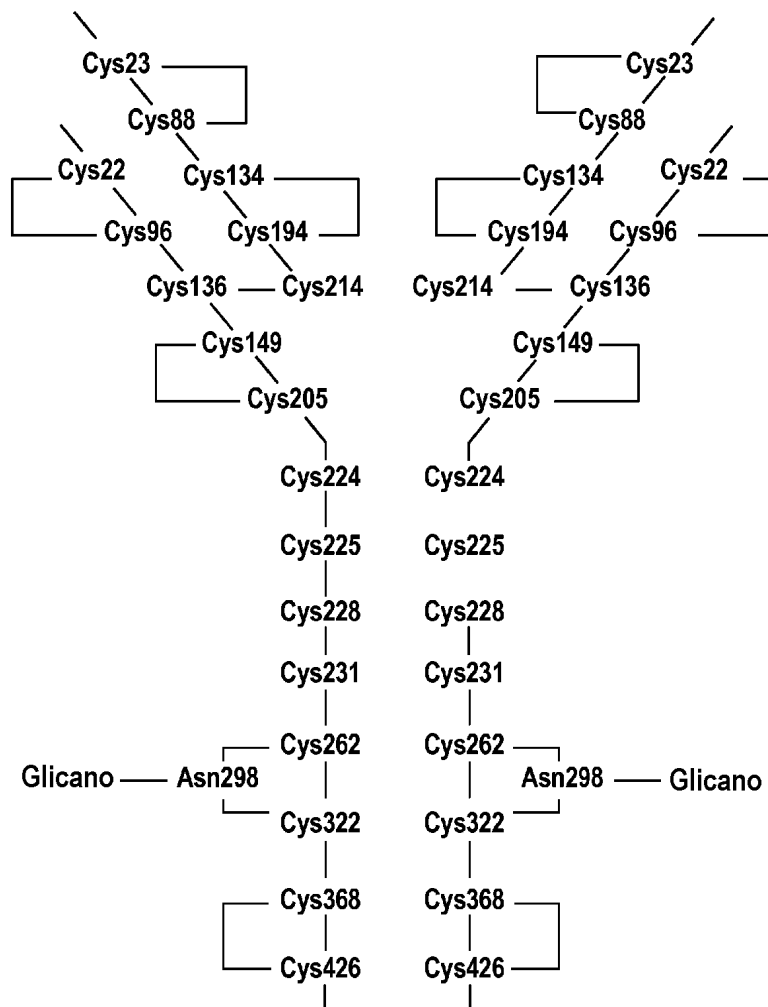 Cys23 Cys23
Cys88 Cys88
Cys22 Cys134 Cys134 Cys22
Cys96 Cys194 Cys194 Cys96
Cys136 Cys214 Cys214 Cys136
Cys149 Cys149
Cys205 Cys205
Cys224 Cys224
Cys225 Cys225
Cys228 Cys228
Cys231 Cys231
Cys262 Cys262
Glicano Asn298 Asn298 Glicano
Cys322 Cys322
Cys368 Cys368
Cys426 Cys426